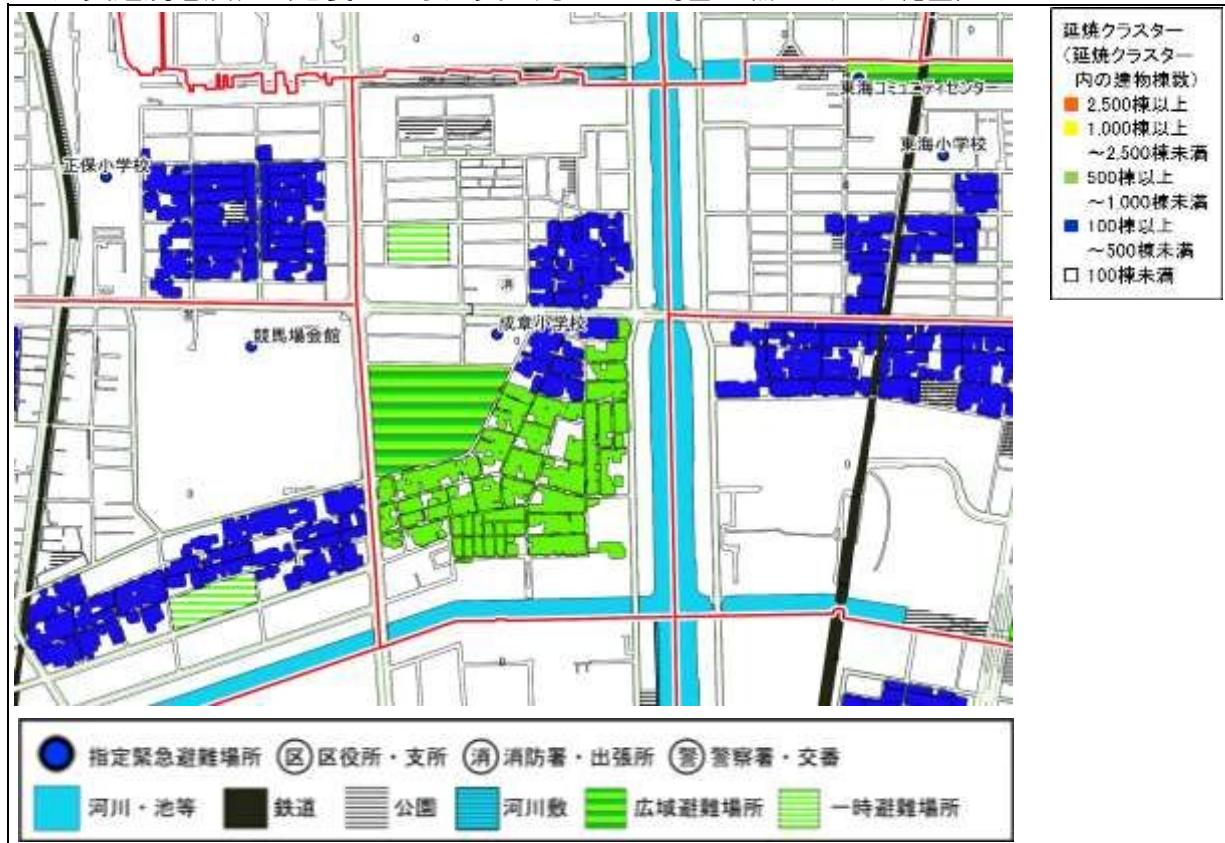 延焼クラスター
(延焼クラスター
内の建物棟数)
2,500棟以上
1,000棟以上
~2,500棟未満
500棟以上
~1,000棟未満
100棟以上
~500棟未満
100棟未満
東海コミュニティセンター
正保小学校
東海小学校
消
成章小学校
競馬場会館
指定緊急避難場所 区 区役所・支所 消 消防署・出張所 警 警察署・交番
河川・池等 鉄道 公園 河川敷 広域避難場所 一時避難場所